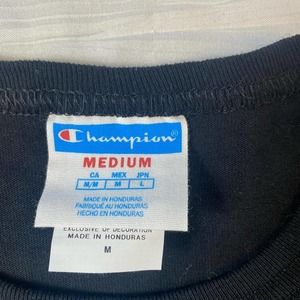 Champion®
MEDIUM
CA MEX JPN
M/M M L
MADE IN HONDURAS
FABRIQUÉ AU HONDURAS
HECHO EN HONDURAS
EXCLUSIVE OF DECORATION
MADE IN HONDURAS
M